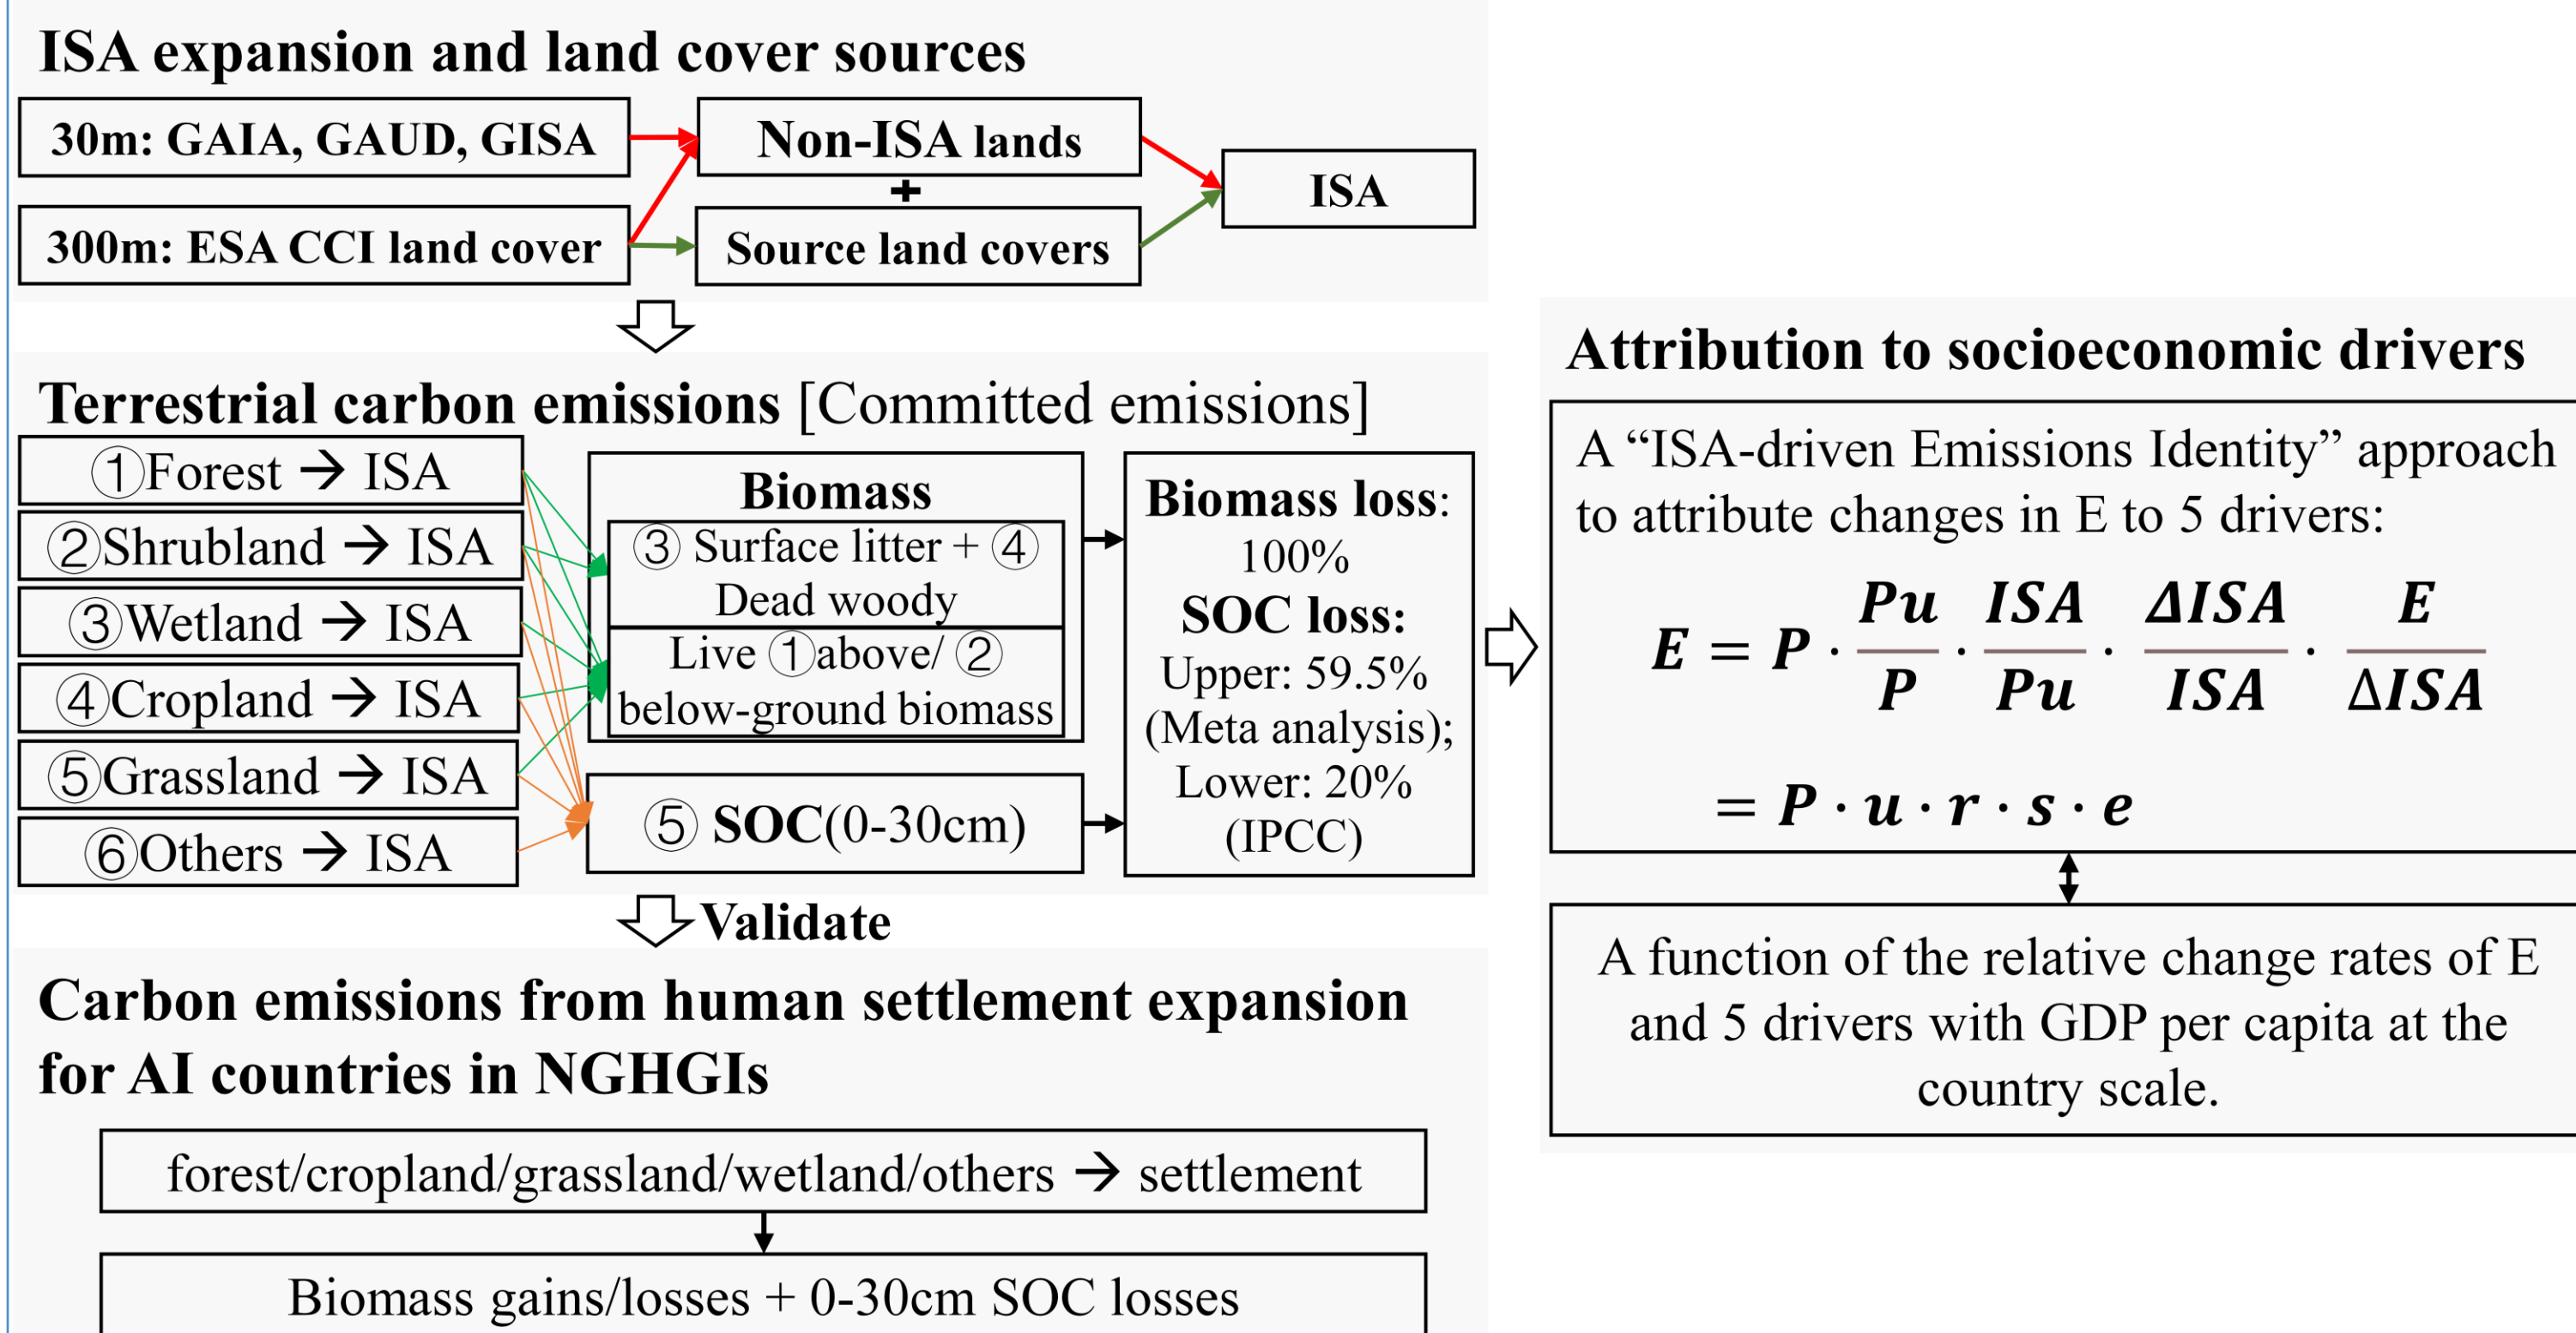 ISA expansion and land cover sources
30m: GAIA, GAUD, GISA
Non-ISA lands
+
ISA
300m: ESA CCI land cover
Source land covers
Terrestrial carbon emissions [Committed emissions]
①Forest → ISA
②Shrubland → ISA
③Wetland → ISA
④Cropland → ISA
⑤Grassland → ISA
⑥Others → ISA
Biomass
③ Surface litter + ④
Dead woody
Live ①above/ ②
below-ground biomass
⑤ SOC(0-30cm)
Biomass loss:
100%
SOC loss:
Upper: 59.5%
(Meta analysis);
Lower: 20%
(IPCC)
Validate
Carbon emissions from human settlement expansion
for AI countries in NGHGIs
forest/cropland/grassland/wetland/others → settlement
Biomass gains/losses + 0-30cm SOC losses
Attribution to socioeconomic drivers
A “ISA-driven Emissions Identity” approach
to attribute changes in E to 5 drivers:
E = P · Pu/P · ISA/Pu · ΔISA/ISA · E/ΔISA
= P · u · r · s · e
A function of the relative change rates of E
and 5 drivers with GDP per capita at the
country scale.